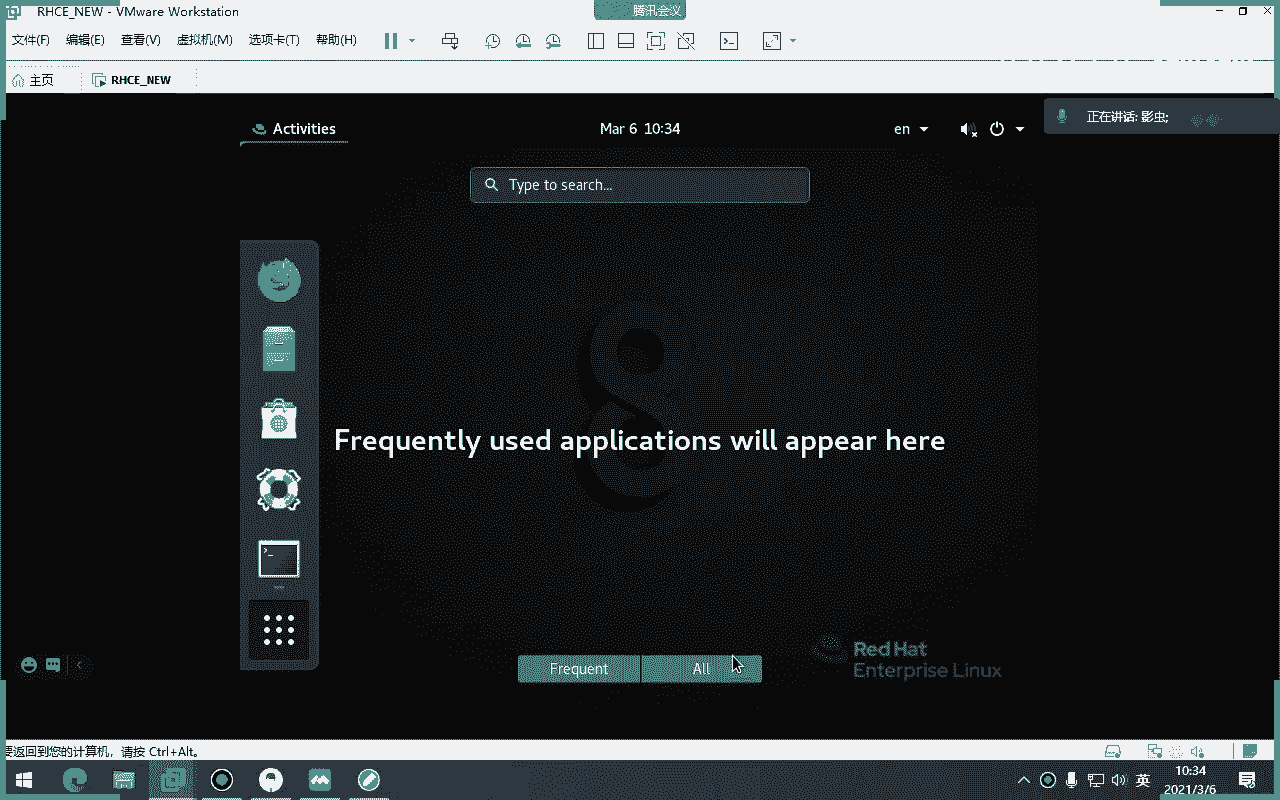 RHCE_NEW - VMware Workstation
腾讯会议
文件(F) 编辑(E) 查看(V) 虚拟机(M) 选项卡(T) 帮助(H)
主页 RHCE_NEW
Activities Mar 6 10:34 en
正在讲话: 影虫;
Type to search...
Frequently used applications will appear here
Frequent All
Red Hat
Enterprise Linux
要返回到您的计算机，请按 Ctrl+Alt。
英 10:34
2021/3/6